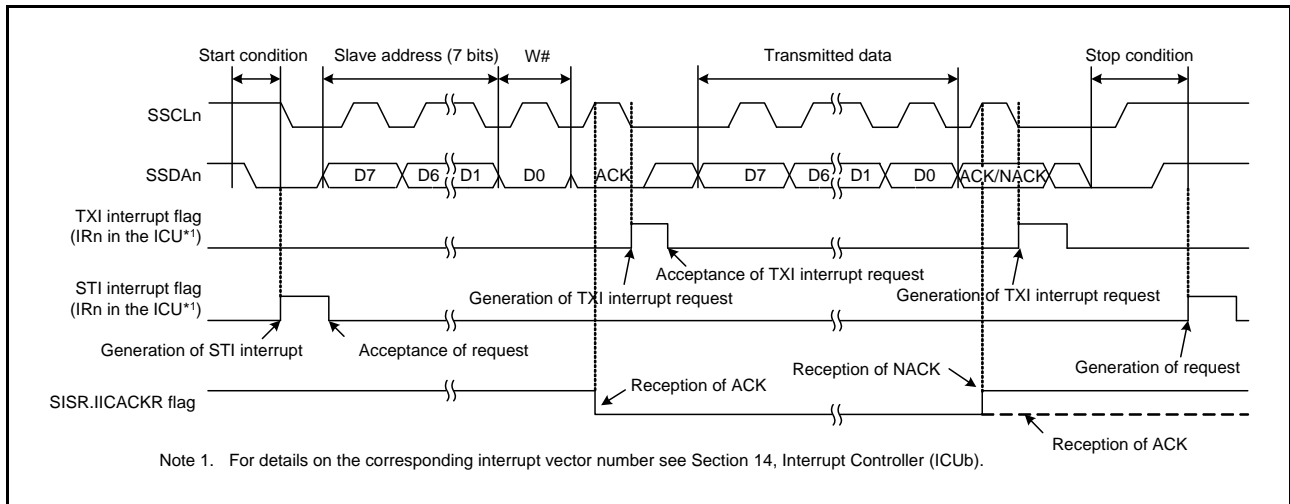 Start condition
Slave address (7 bits)
W#
Transmitted data
Stop condition
SSCLn
SSDAn
D7
D6
D1
D0
ACK
D7
D6
D1
D0
ACK/NACK
TXI interrupt flag
(IRn in the ICU*1)
Acceptance of TXI interrupt request
Generation of TXI interrupt request
Generation of TXI interrupt request
STI interrupt flag
(IRn in the ICU*1)
Generation of STI interrupt
Acceptance of request
Generation of request
SISR.IICACKR flag
Reception of ACK
Reception of NACK
Reception of ACK
Note 1. For details on the corresponding interrupt vector number see Section 14, Interrupt Controller (ICUb).